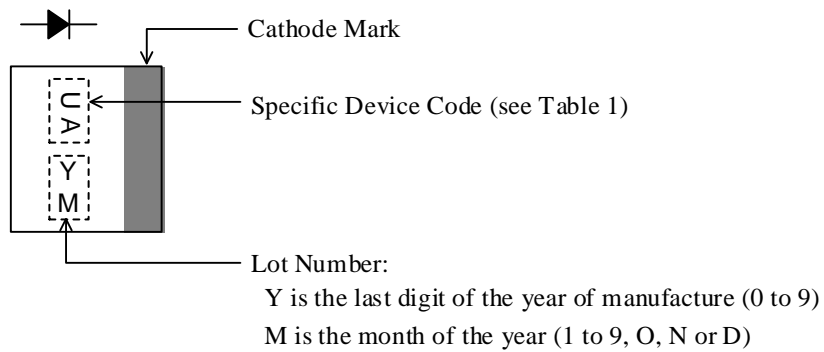 Cathode Mark
UA
Specific Device Code (see Table 1)
Y
M
Lot Number:
Y is the last digit of the year of manufacture (0 to 9)
M is the month of the year (1 to 9, O, N or D)